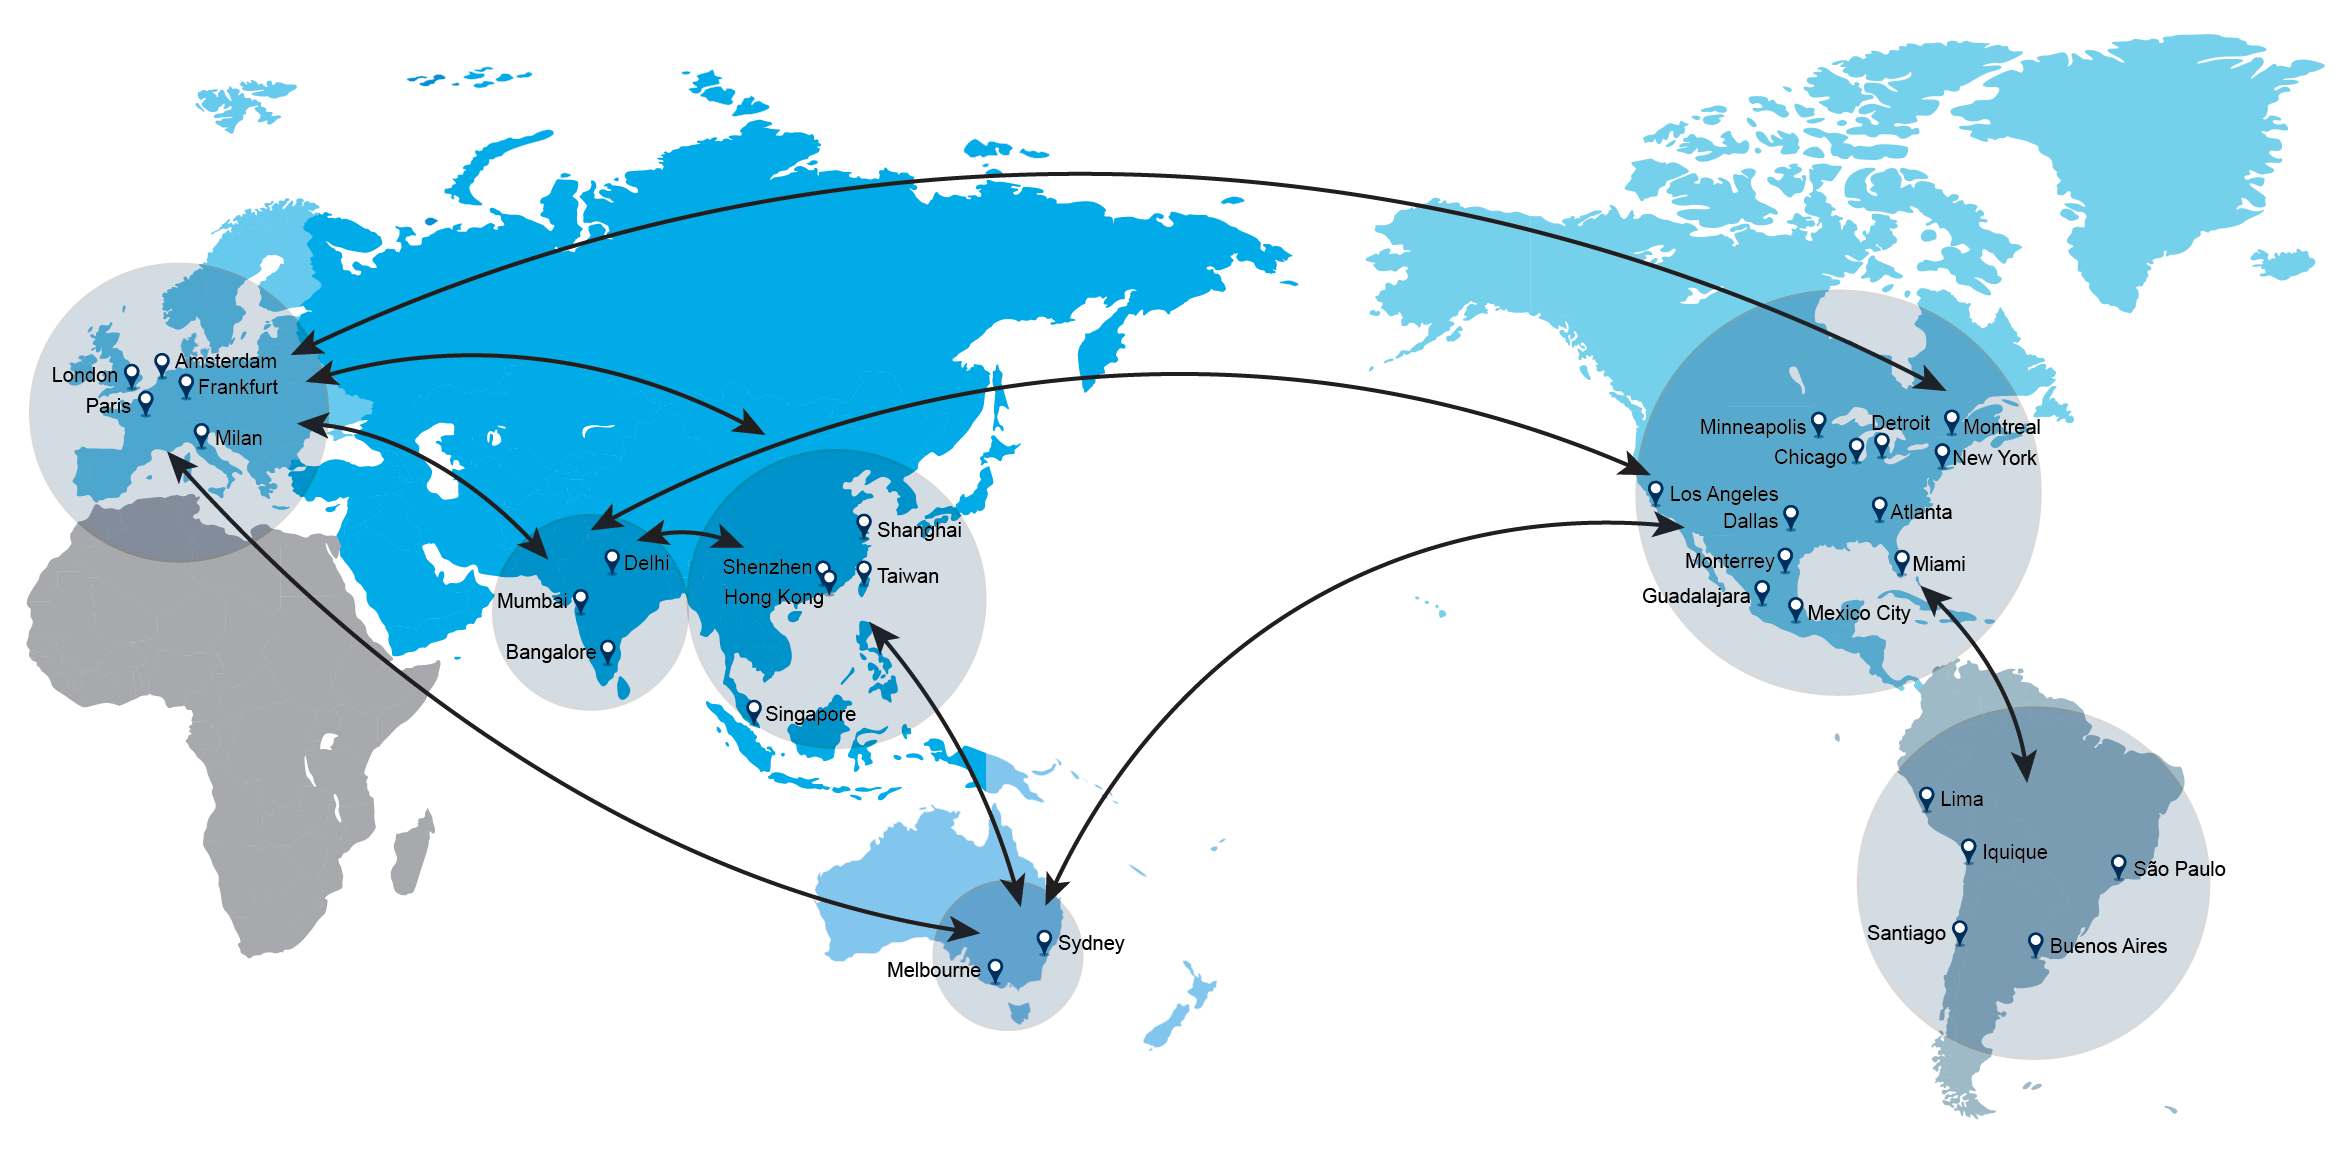 Amsterdam
London
Frankfurt
Paris
Milan
Delhi
Mumbai
Bangalore
Shanghai
Shenzhen
Taiwan
Hong Kong
Singapore
Sydney
Melbourne
Minneapolis
Detroit
Montreal
Chicago
New York
Los Angeles
Dallas
Atlanta
Monterrey
Miami
Guadalajara
Mexico City
Lima
Iquique
São Paulo
Santiago
Buenos Aires